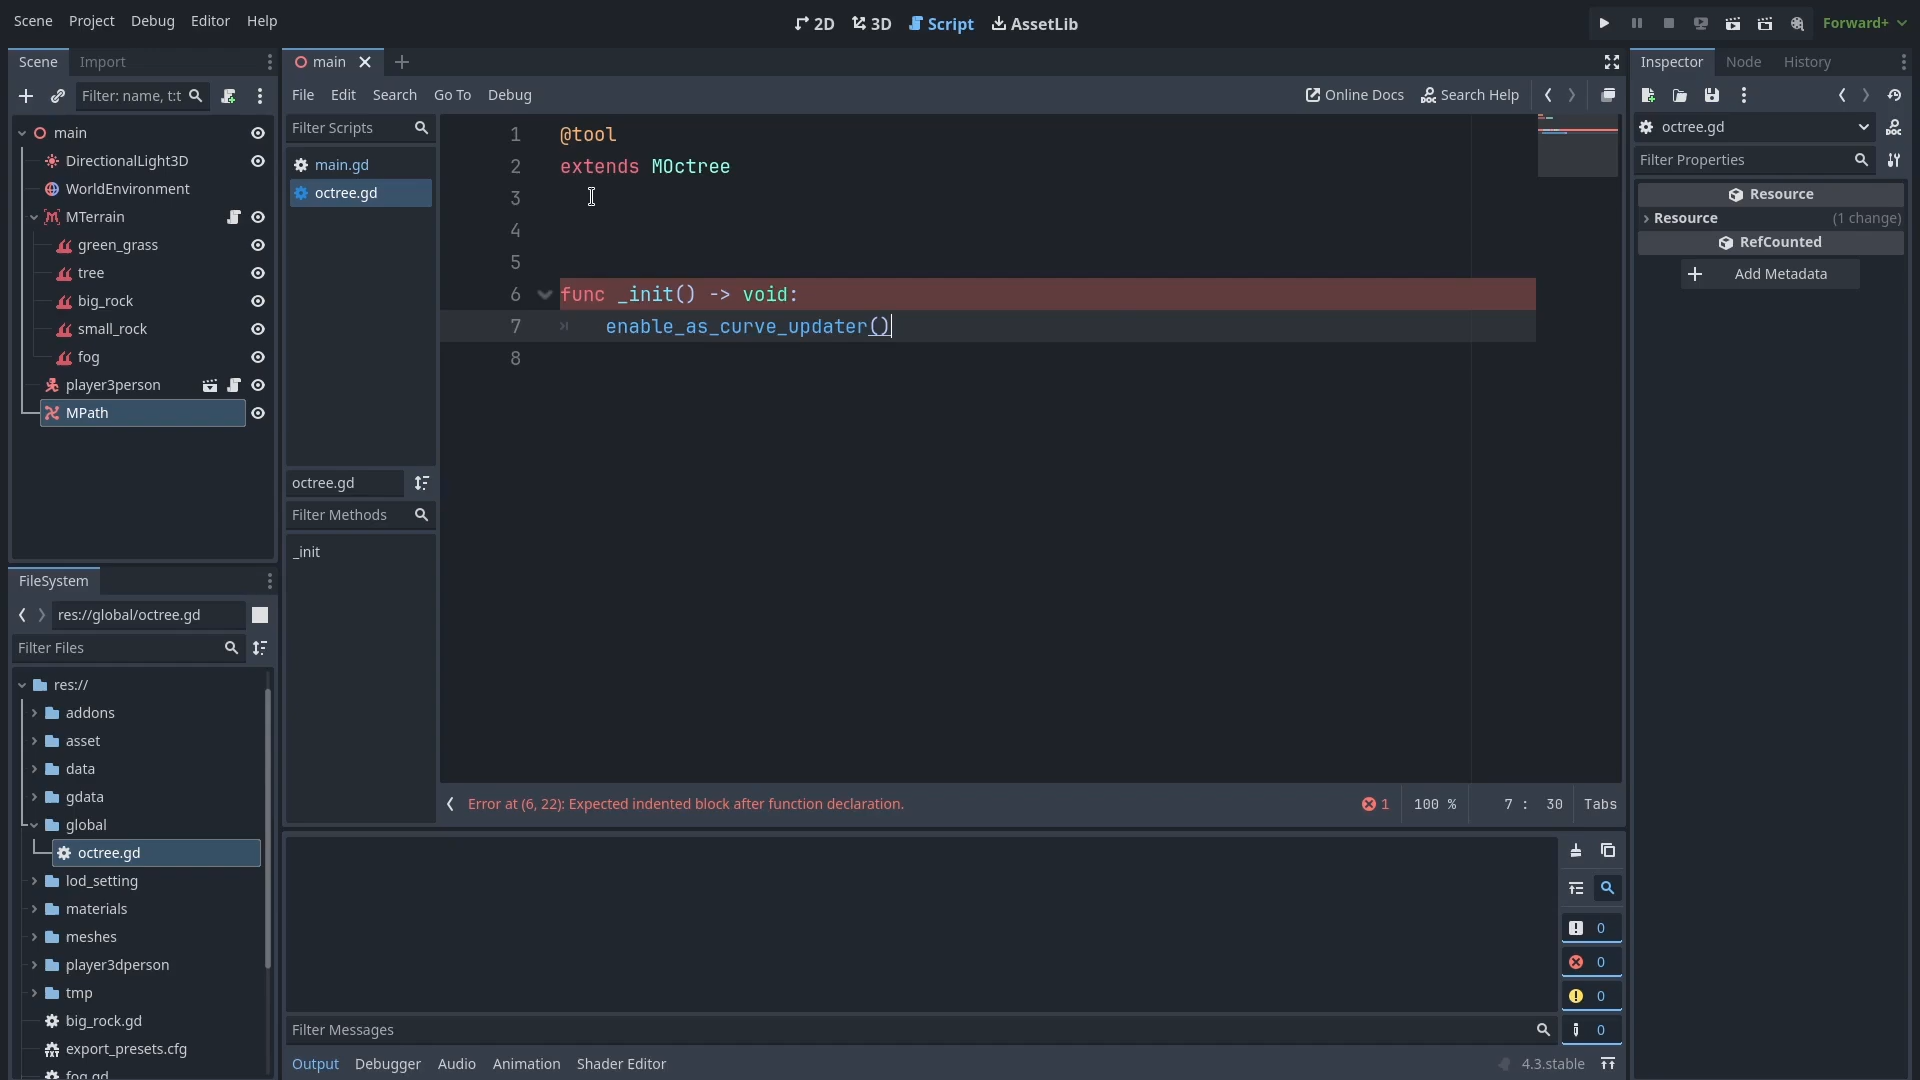 Scene Project Debug Editor Help
2D 3D Script AssetLib
Forward+
Scene Import
Filter: name, t:t
main
DirectionalLight3D
WorldEnvironment
MTerrain
green_grass
tree
big_rock
small_rock
fog
player3person
MPath
FileSystem
res://global/octree.gd
Filter Files
res://
addons
asset
data
gdata
global
octree.gd
lod_setting
materials
meshes
player3dperson
tmp
big_rock.gd
export_presets.cfg
fog.gd
main
File Edit Search Go To Debug
Online Docs Search Help
Filter Scripts
main.gd
octree.gd
octree.gd
Filter Methods
_init
1 @tool
2 extends MOctree
3
4
5
6 func _init() -> void:
7 enable_as_curve_updater()
8
Error at (6, 22): Expected indented block after function declaration.
1 100 % 7 : 30 Tabs
0
0
0
0
Filter Messages
Output Debugger Audio Animation Shader Editor
4.3.stable
Inspector Node History
octree.gd
Filter Properties
Resource
Resource (1 change)
RefCounted
Add Metadata